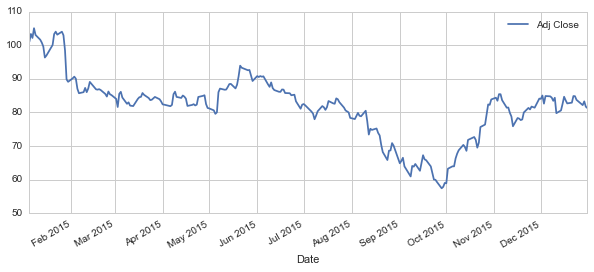 110
100
90
80
70
60
50
Adj Close
Feb 2015
Mar 2015
Apr 2015
May 2015
Jun 2015
Jul 2015
Aug 2015
Sep 2015
Oct 2015
Nov 2015
Dec 2015
Date